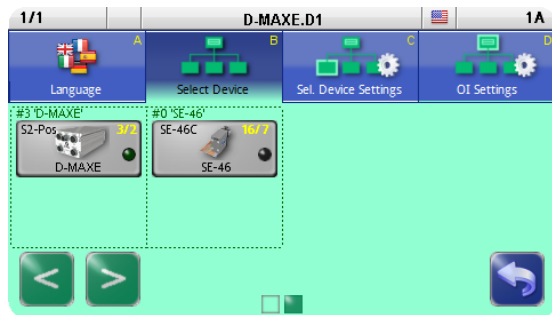 1/1 D-MAXE.D1 1A
A B C D
Language Select Device Sel. Device Settings OI Settings
#3 'D-MAXE' #0 'SE-46'
S2-Pos 3/2 SE-46C 16/7
D-MAXE SE-46
< >